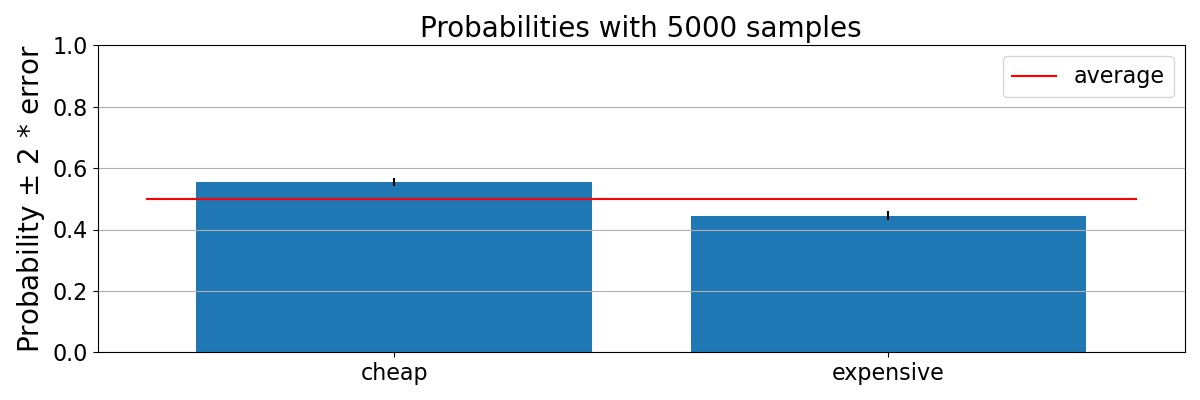 Probabilities with 5000 samples
Probability ± 2 * error
1.0
0.8
0.6
0.4
0.2
0.0
average
cheap
expensive